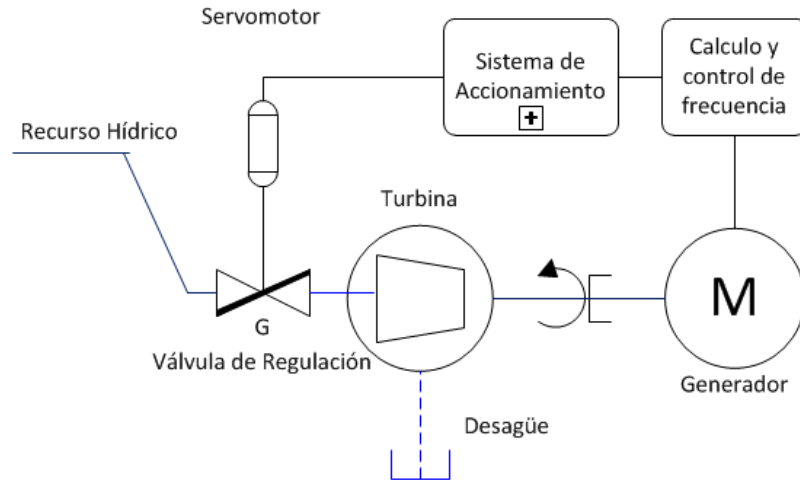 Servomotor
Sistema de
Accionamiento
Calculo y
control de
frecuencia
Recurso Hídrico
Turbina
G
Válvula de Regulación
M
Generador
Desagüe